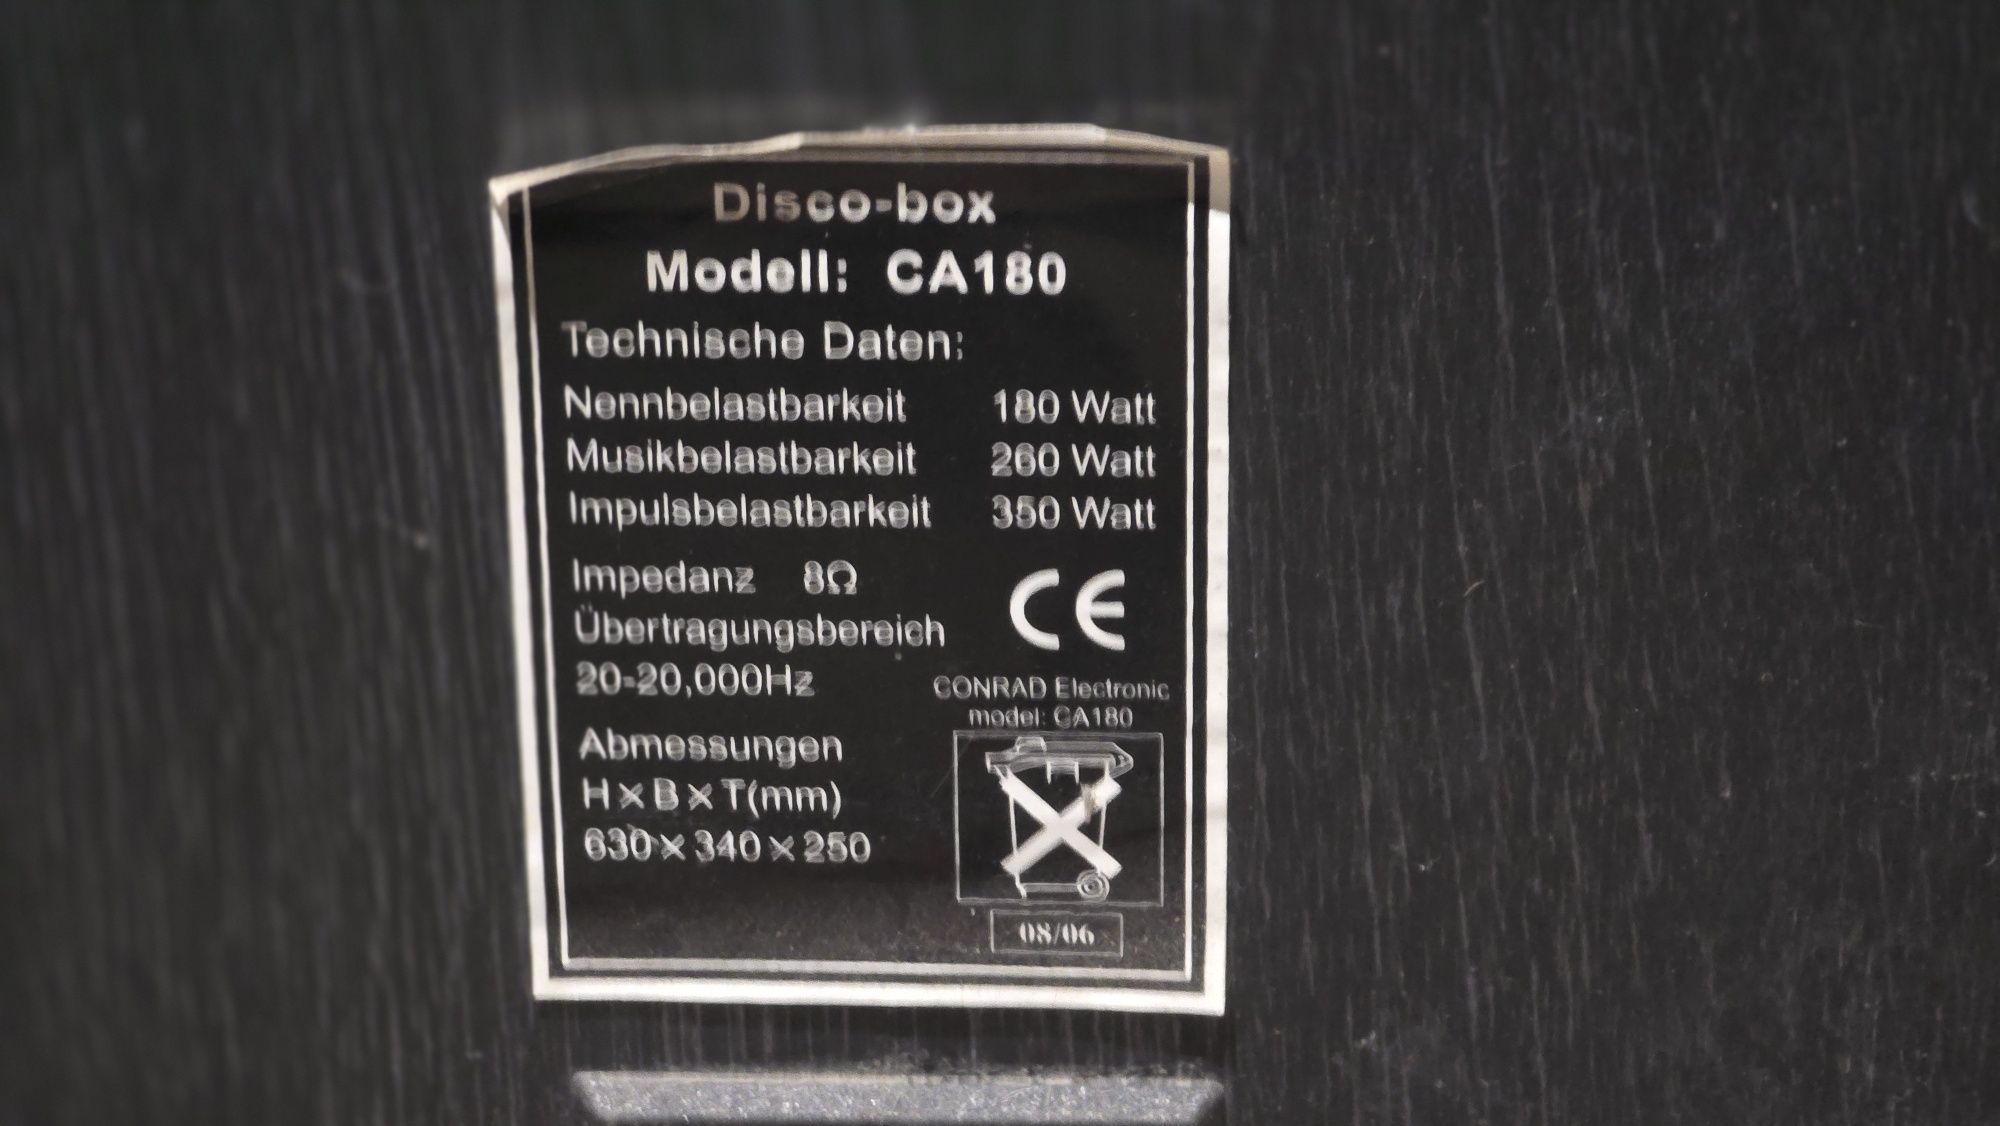 Disco-box
Modell: CA180
Technische Daten:
Nennbelastbarkeit 180 Watt
Musikbelastbarkeit 260 Watt
Impulsbelastbarkeit 350 Watt
Impedanz 8Ω
Übertragungsbereich
20-20,000Hz
CE
CONRAD Electronic
model: CA180
Abmessungen
H x B x T(mm)
630 x 340 x 250
08/06